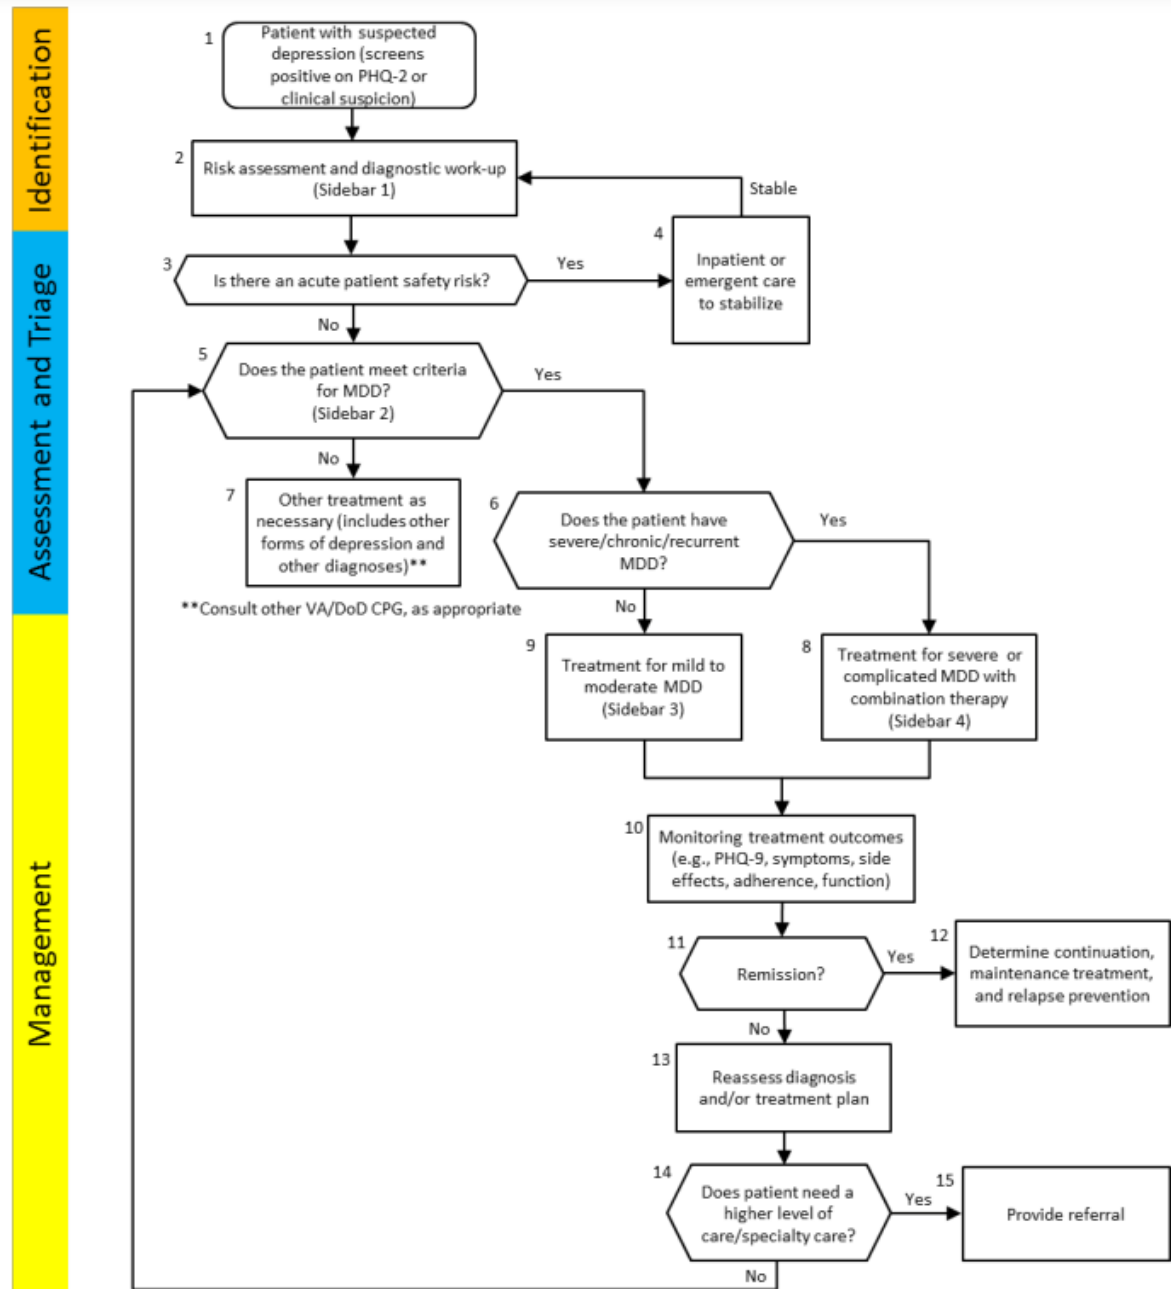 Identification
Assessment and Triage
Management
1
Patient with suspected
depression (screens
positive on PHQ-2 or
clinical suspicion)
2
Risk assessment and diagnostic work-up
(Sidebar 1)
Stable
3
Is there an acute patient safety risk?
Yes
4
Inpatient or
emergent care
to stabilize
No
5
Does the patient meet criteria
for MDD?
(Sidebar 2)
Yes
No
7
Other treatment as
necessary (includes other
forms of depression and
other diagnoses)**
**Consult other VA/DoD CPG, as appropriate
6
Does the patient have
severe/chronic/recurrent
MDD?
Yes
No
9
Treatment for mild to
moderate MDD
(Sidebar 3)
8
Treatment for severe or
complicated MDD with
combination therapy
(Sidebar 4)
10
Monitoring treatment outcomes
(e.g., PHQ-9, symptoms, side
effects, adherence, function)
11
Remission?
Yes
12
Determine continuation,
maintenance treatment,
and relapse prevention
No
13
Reassess diagnosis
and/or treatment plan
14
Does patient need a
higher level of
care/specialty care?
Yes
15
Provide referral
No